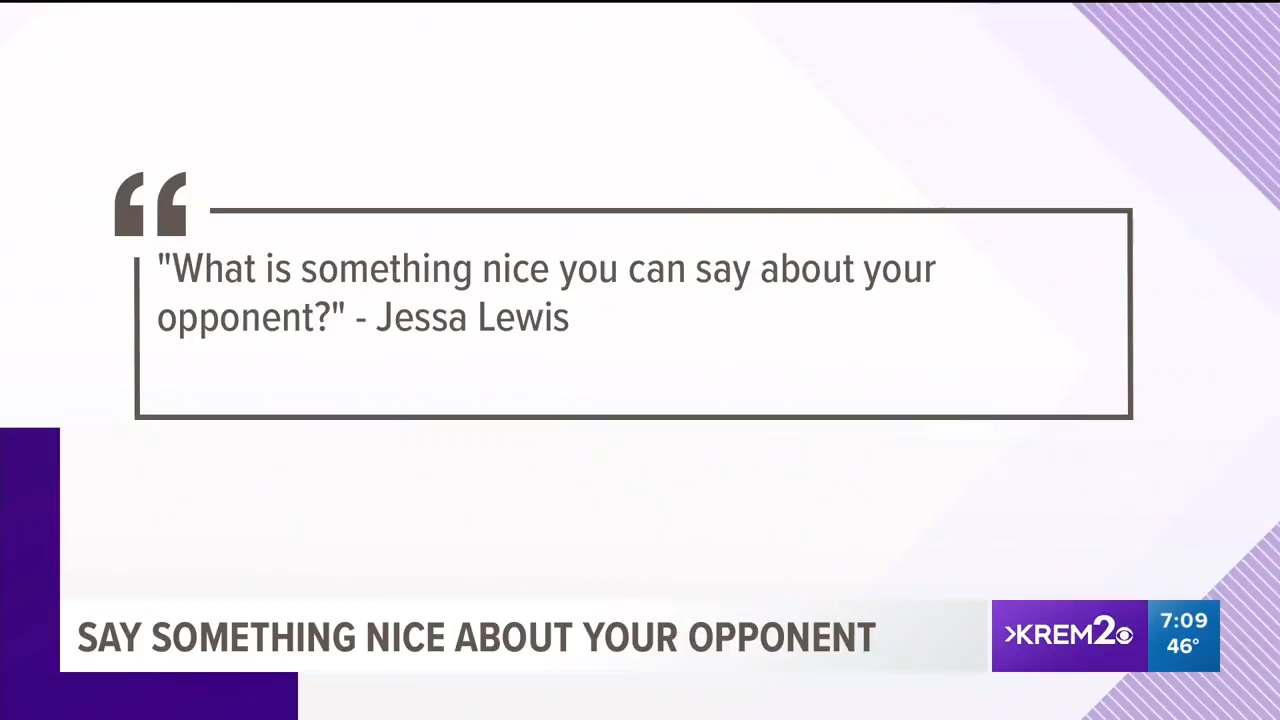 "What is something nice you can say about your
opponent?" - Jessa Lewis
SAY SOMETHING NICE ABOUT YOUR OPPONENT
KREM2
7:09
46°